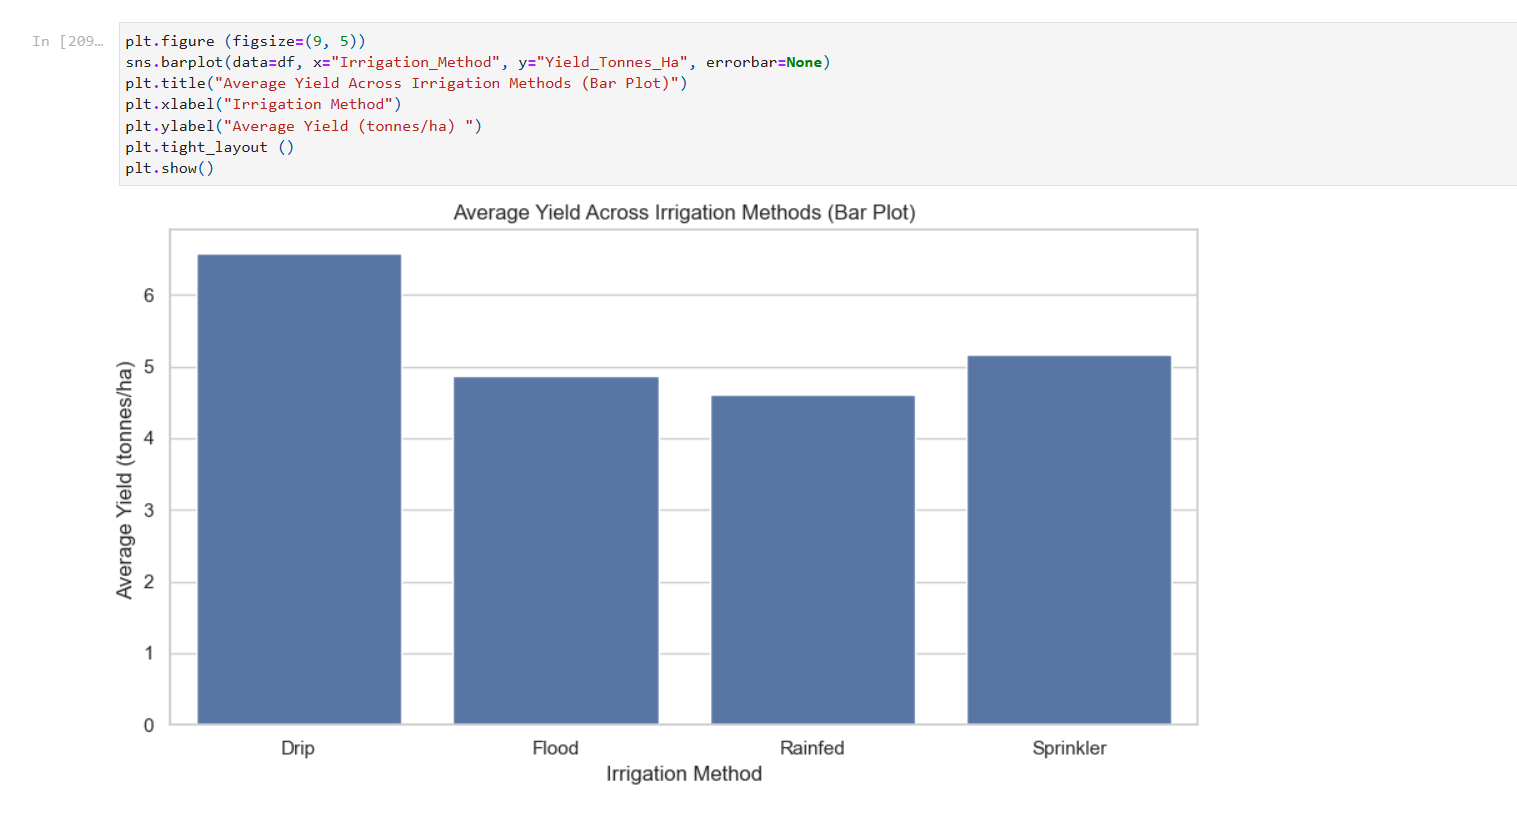 In [209…
plt.figure (figsize=(9, 5))
sns.barplot(data=df, x="Irrigation_Method", y="Yield_Tonnes_Ha", errorbar=None)
plt.title("Average Yield Across Irrigation Methods (Bar Plot)")
plt.xlabel("Irrigation Method")
plt.ylabel("Average Yield (tonnes/ha) ")
plt.tight_layout ()
plt.show()
Average Yield Across Irrigation Methods (Bar Plot)
Average Yield (tonnes/ha)
6
5
4
3
2
1
0
Drip Flood Rainfed Sprinkler
Irrigation Method